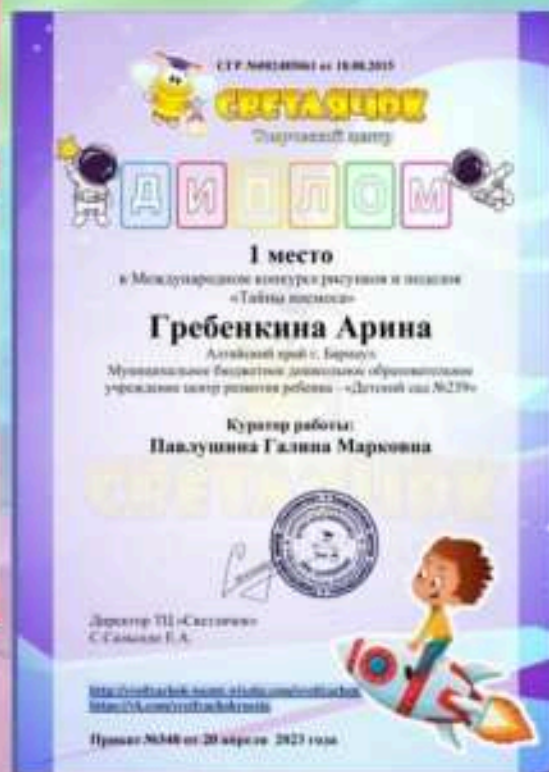 СВЕТЛЯЧОК
Творческий центр
ДИПЛОМ
1 место
в Международном конкурсе рисунков и поделок
«Тайны космоса»
Гребенкина Арина
Алтайский край г. Барнаул
Муниципальное бюджетное дошкольное образовательное
учреждение центр развития ребенка - «Детский сад №239»
Куратор работы:
Павлушина Галина Марковна
СВЕТЛЯЧОК
Директор ТЦ «Светлячок»
Приказ №348 от 20 апреля 2023 года